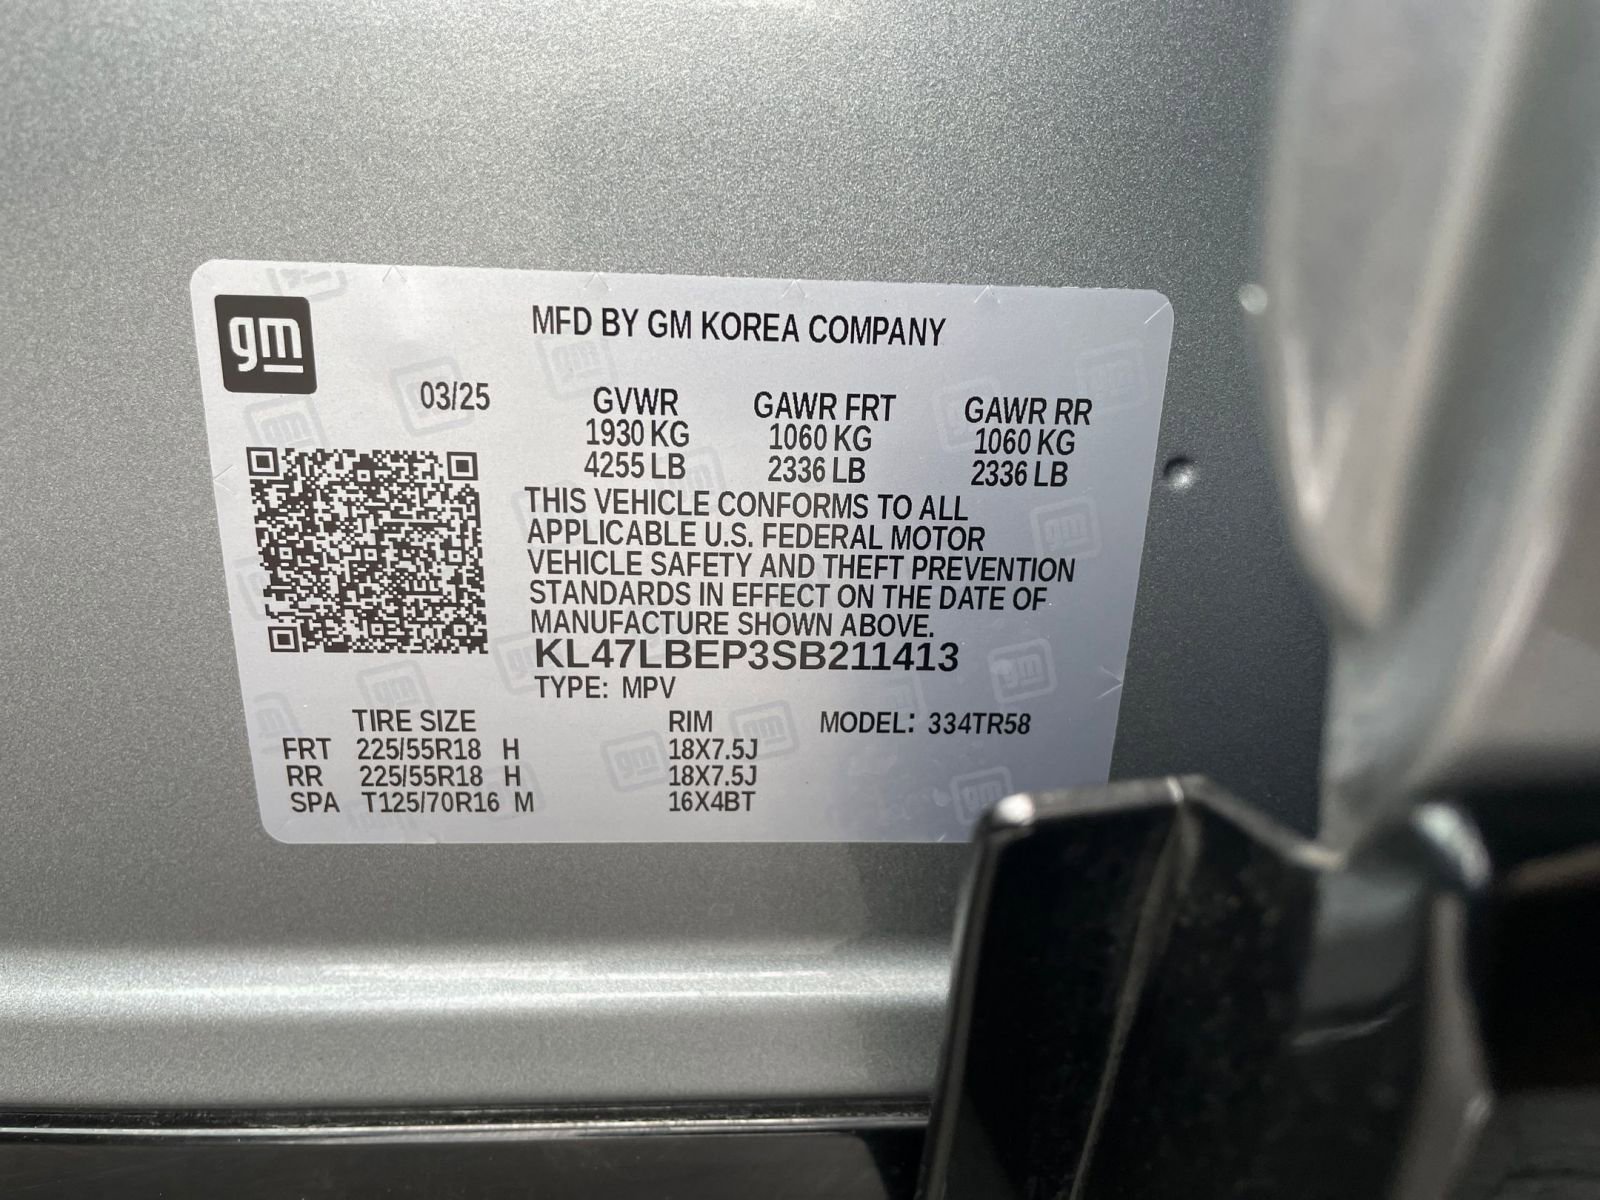 gm
MFD BY GM KOREA COMPANY
03/25 GVWR GAWR FRT GAWR RR
1930 KG 1060 KG 1060 KG
4255 LB 2336 LB 2336 LB
THIS VEHICLE CONFORMS TO ALL
APPLICABLE U.S. FEDERAL MOTOR
VEHICLE SAFETY AND THEFT PREVENTION
STANDARDS IN EFFECT ON THE DATE OF
MANUFACTURE SHOWN ABOVE.
KL47LBEP3SB211413
TYPE: MPV
TIRE SIZE RIM MODEL: 334TR58
FRT 225/55R18 H 18X7.5J
RR 225/55R18 H 18X7.5J
SPA T125/70R16 M 16X4BT